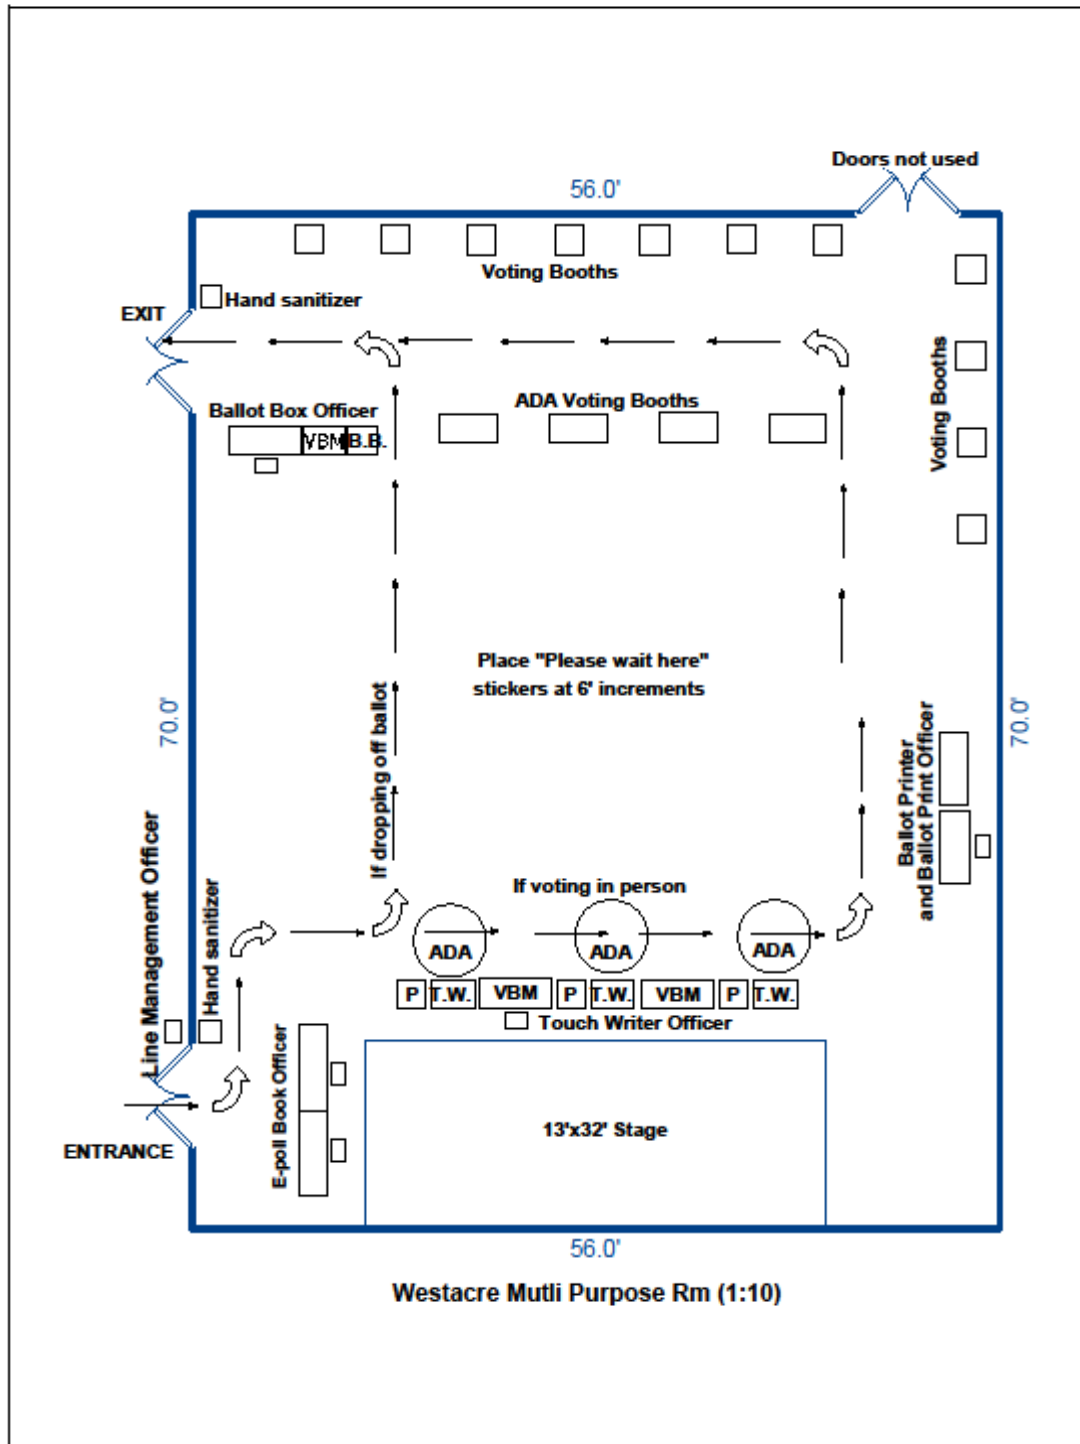 Doors not used
56.0'
Voting Booths
Hand sanitizer
EXIT
Voting Booths
ADA Voting Booths
Ballot Box Officer
VBM
B.B.
Place "Please wait here"
stickers at 6' increments
If dropping off ballot
70.0'
70.0'
Ballot Printer
and Ballot Print Officer
Line Management Officer
Hand sanitizer
If voting in person
ADA
ADA
ADA
P
T.W.
VBM
P
T.W.
VBM
P
T.W.
Touch Writer Officer
E-poll Book Officer
13'x32' Stage
ENTRANCE
56.0'
Westacre Mutli Purpose Rm (1:10)